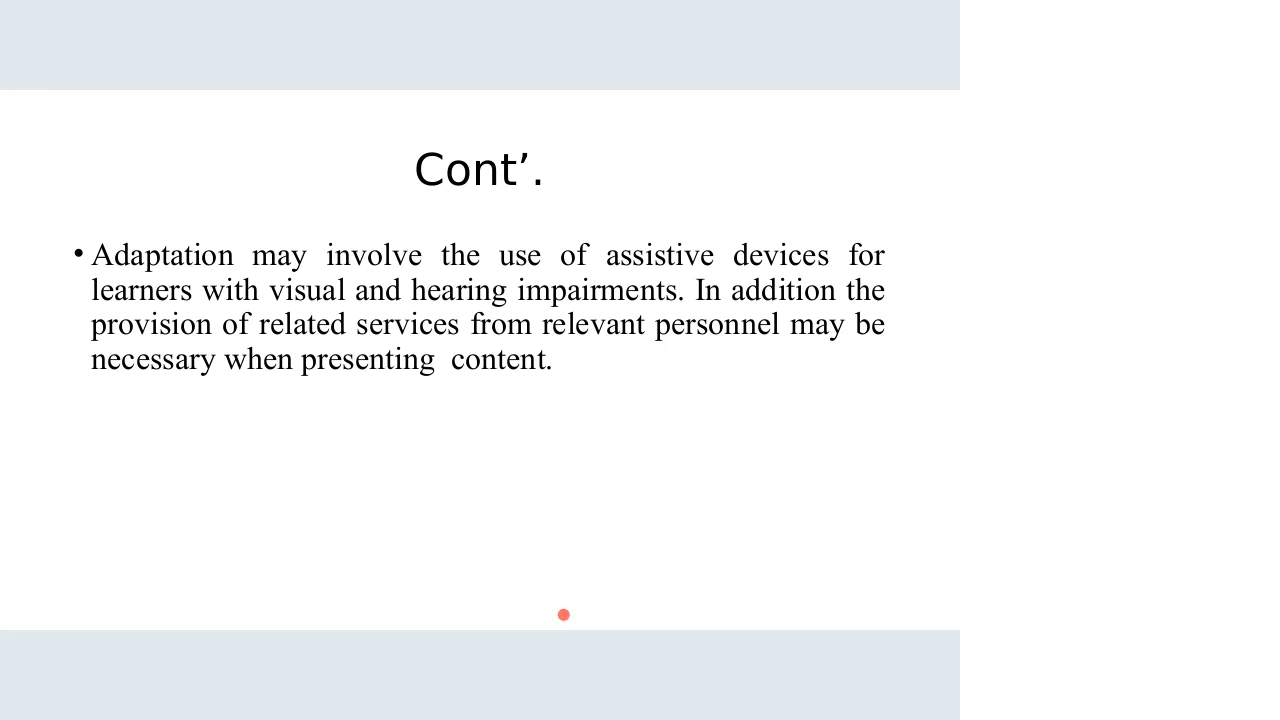 Cont’.
• Adaptation may involve the use of assistive devices for
learners with visual and hearing impairments. In addition the
provision of related services from relevant personnel may be
necessary when presenting  content.